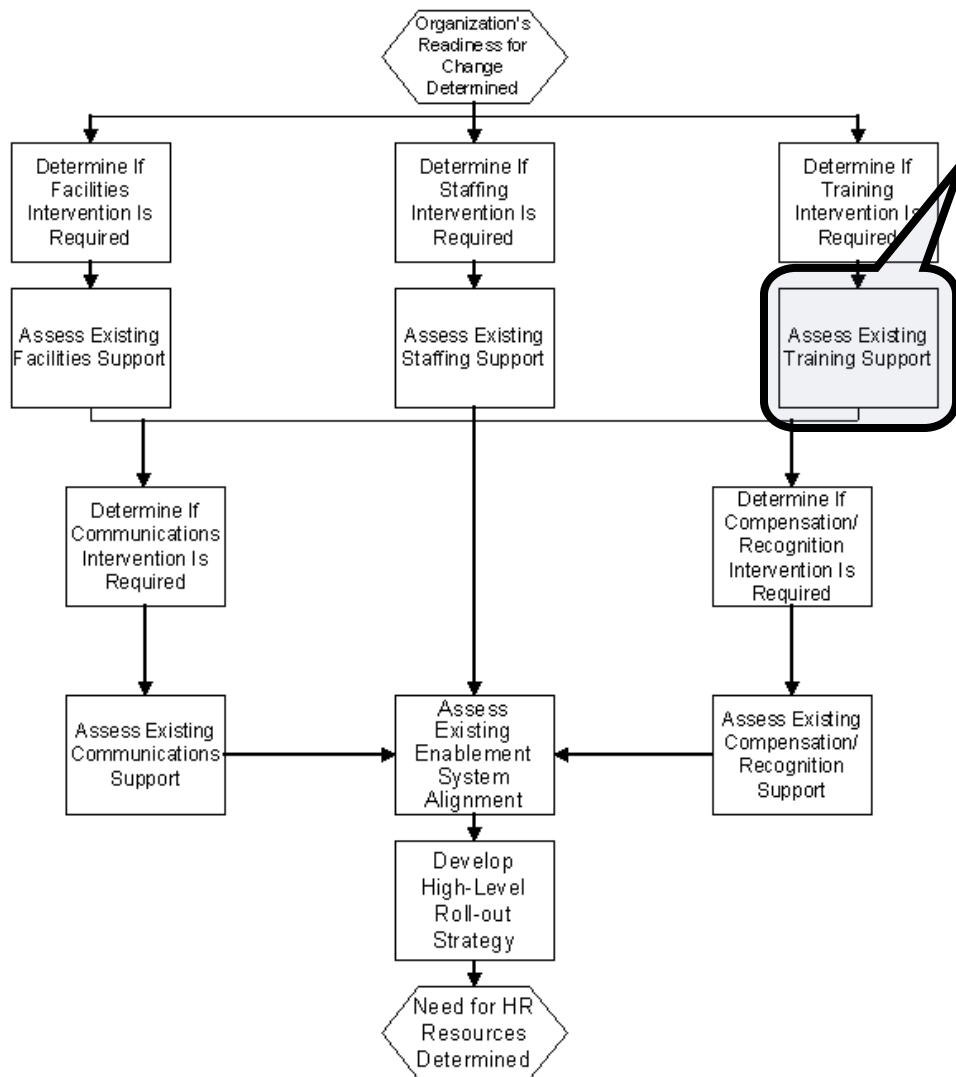 Organization's
Readiness for
Change
Determined
Determine If
Facilities
Intervention Is
Required
Determine If
Staffing
Intervention Is
Required
Determine If
Training
Intervention Is
Required
Assess Existing
Facilities Support
Assess Existing
Staffing Support
Assess Existing
Training Support
Determine If
Communications
Intervention Is
Required
Determine If
Compensation/
Recognition
Intervention Is
Required
Assess Existing
Communications
Support
Assess
Existing
Enablement
System
Alignment
Assess Existing
Compensation/
Recognition
Support
Develop
High-Level
Roll-out
Strategy
Need for HR
Resources
Determined